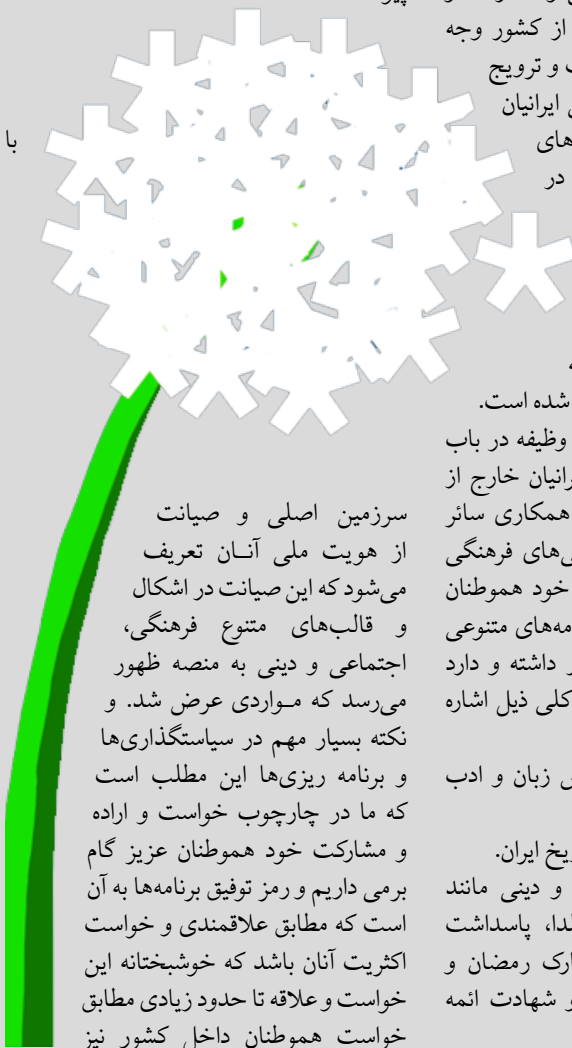 از کشور وجه
و ترویج
ایرانیان
های
در
شده است.
وظیفه در باب
رانیان خارج از
همکاری سائر
ی‌های فرهنگی
خود هموطنان
مه‌های متنوعی
داشته و دارد
کلی ذیل اشاره
زبان و ادب
ریخ ایران.
و دینی مانند
لدا، پاسداشت
ارک رمضان و
و شهادت ائمه
با
سرزمین اصلی و صیانت
از هویت ملی آنــان تعریف
می‌شود که این صیانت در اشکال
و قالب‌های متنوع فرهنگی،
اجتماعی و دینی به منصه ظهور
می‌رسد که مــواردی عرض شد. و
نکته بسیار مهم در سیاستگذاری‌ها
و برنامه ریزی‌ها این مطلب است
که ما در چارچوب خواست و اراده
و مشارکت خود هموطنان عزیز گام
برمی داریم و رمز توفیق برنامه‌ها به آن
است که مطابق علاقمندی و خواست
اکثریت آنان باشد که خوشبختانه این
خواست و علاقه تا حدود زیادی مطابق
خواست هموطنان داخل کشور نیز